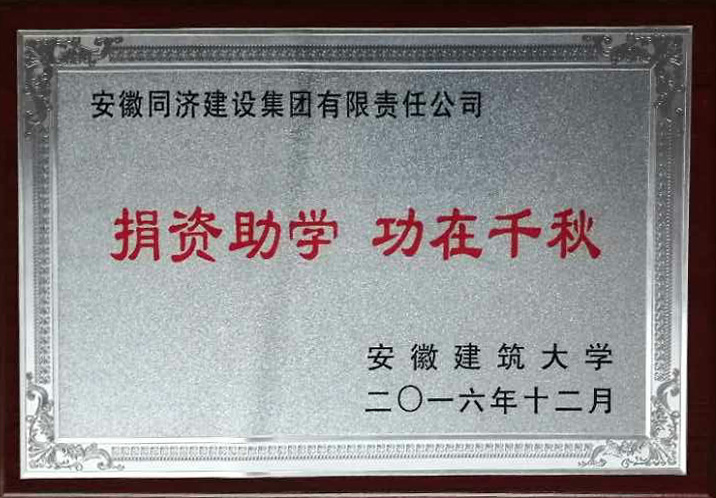 安徽同济建设集团有限责任公司
捐资助学 功在千秋
安徽建筑大学
二〇一六年十二月